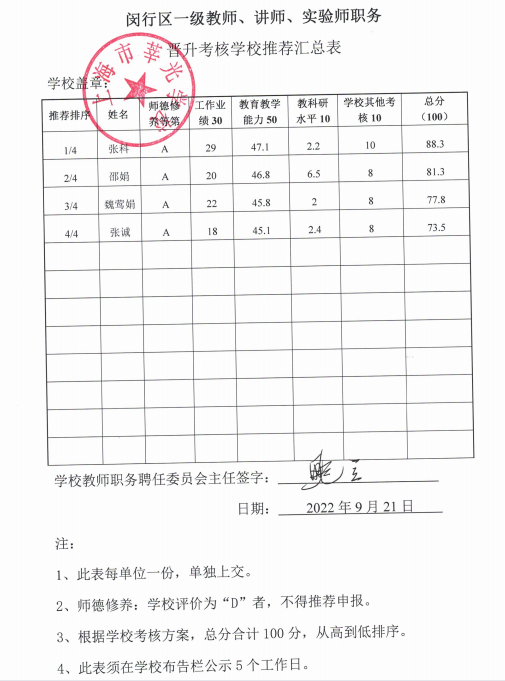 闵行区一级教师、讲师、实验师职务
晋升考核学校推荐汇总表
学校盖章：
上海市莘光学校
推荐排序 姓名 师德修养等第 工作业绩 30 教育教学能力 50 教科研水平 10 学校其他考核 10 总分（100）
1/4 张科 A 29 47.1 2.2 10 88.3
2/4 邵娟 A 20 46.8 6.5 8 81.3
3/4 魏莺娟 A 22 45.8 2 8 77.8
4/4 张诚 A 18 45.1 2.4 8 73.5
学校教师职务聘任委员会主任签字：
日期： 2022 年 9 月 21 日
注：
1、此表每单位一份，单独上交。
2、师德修养：学校评价为“D”者，不得推荐申报。
3、根据学校考核方案，总分合计 100 分，从高到低排序。
4、此表须在学校布告栏公示 5 个工作日。